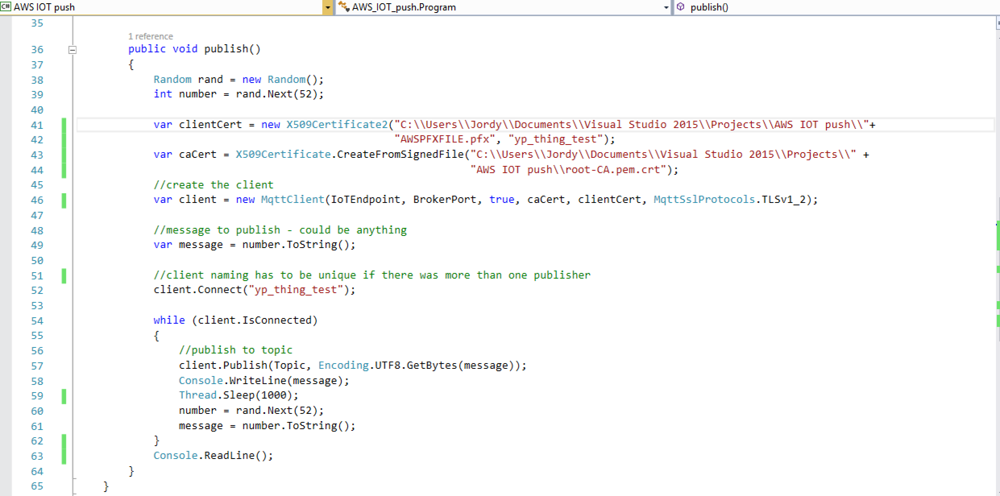 C# AWS IOT push AWS_IOT_push.Program publish()
35
1 reference
36 public void publish()
37 {
38 Random rand = new Random();
39 int number = rand.Next(52);
40
41 var clientCert = new X509Certificate2("C:\\Users\\Jordy\\Documents\\Visual Studio 2015\\Projects\\AWS IOT push\\"+
42 "AWSPFXFILE.pfx", "yp_thing_test");
43 var caCert = X509Certificate.CreateFromSignedFile("C:\\Users\\Jordy\\Documents\\Visual Studio 2015\\Projects\\" +
44 "AWS IOT push\\root-CA.pem.crt");
45 //create the client
46 var client = new MqttClient(IoTEndpoint, BrokerPort, true, caCert, clientCert, MqttSslProtocols.TLSv1_2);
47
48 //message to publish - could be anything
49 var message = number.ToString();
50
51 //client naming has to be unique if there was more than one publisher
52 client.Connect("yp_thing_test");
53
54 while (client.IsConnected)
55 {
56 //publish to topic
57 client.Publish(Topic, Encoding.UTF8.GetBytes(message));
58 Console.WriteLine(message);
59 Thread.Sleep(1000);
60 number = rand.Next(52);
61 message = number.ToString();
62 }
63 Console.ReadLine();
64 }
65 }